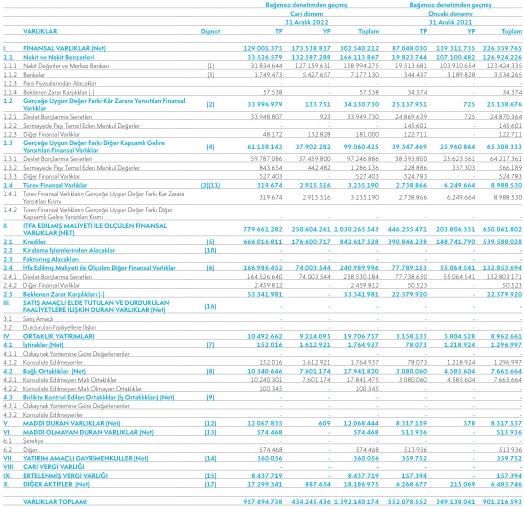 Bağımsız denetimden geçmiş Bağımsız denetimden geçmiş
Cari dönem Önceki dönem
31 Aralık 2022 31 Aralık 2021
VARLIKLAR Dipnot TP YP Toplam TP YP Toplam
I. FİNANSAL VARLIKLAR (Net) 129.001.375 173.538.837 302.540.212 87.048.030 139.311.735 226.359.765
1.1 Nakit ve Nakit Benzerleri 33.526.579 132.587.288 166.113.867 19.823.744 107.100.482 126.924.226
1.1.1 Nakit Değerler ve Merkez Bankası (1) 31.834.644 127.159.631 158.994.275 19.513.681 103.910.654 123.424.335
1.1.2 Bankalar (3) 1.749.473 5.427.657 7.177.130 344.437 3.189.828 3.534.265
1.1.3 Para Piyasalarından Alacaklar - - - - - -
1.1.4 Beklenen Zarar Karşılıkları (-) 57.538 - 57.538 34.374 - 34.374
1.2 Gerçeğe Uygun Değer Farkı Kâr Zarara Yansıtılan Finansal
Varlıklar (2) 33.996.979 133.751 34.130.730 25.137.951 725 25.138.676
1.2.1 Devlet Borçlanma Senetleri 33.948.807 923 33.949.730 24.869.639 725 24.870.364
1.2.2 Sermayede Payı Temsil Eden Menkul Değerler - - - 145.601 - 145.601
1.2.3 Diğer Finansal Varlıklar 48.172 132.828 181.000 122.711 - 122.711
1.3 Gerçeğe Uygun Değer Farkı Diğer Kapsamlı Gelire
Yansıtılan Finansal Varlıklar (4) 61.158.143 37.902.282 99.060.425 39.347.469 25.960.864 65.308.333
1.3.1 Devlet Borçlanma Senetleri 59.787.086 37.459.800 97.246.886 38.593.800 25.623.561 64.217.361
1.3.2 Sermayede Payı Temsil Eden Menkul Değerler 843.654 442.482 1.286.136 228.886 337.303 566.189
1.3.3 Diğer Finansal Varlıklar 527.403 - 527.403 524.783 - 524.783
1.4 Türev Finansal Varlıklar (2)(11) 319.674 2.915.516 3.235.190 2.738.866 6.249.664 8.988.530
1.4.1 Türev Finansal Varlıkların Gerçeğe Uygun Değer Farkı Kar Zarara
Yansıtılan Kısmı 319.674 2.915.516 3.235.190 2.738.866 6.249.664 8.988.530
1.4.2 Türev Finansal Varlıkların Gerçeğe Uygun Değer Farkı Diğer
Kapsamlı Gelire Yansıtılan Kısmı - - - - - -
II. İTFA EDİLMİŞ MALİYETİ İLE ÖLÇÜLEN FİNANSAL
VARLIKLAR (NET) 779.661.282 250.604.261 1.030.265.543 446.255.471 203.806.331 650.061.802
2.1 Krediler (5) 666.016.811 176.600.717 842.617.528 390.846.238 148.741.790 539.588.028
2.2 Kiralama İşlemlerinden Alacaklar (10) - - - - - -
2.3 Factoring Alacakları - - - - - -
2.4 İtfa Edilmiş Maliyeti ile Ölçülen Diğer Finansal Varlıklar (6) 166.986.452 74.003.544 240.989.996 77.789.153 55.064.541 132.853.694
2.4.1 Devlet Borçlanma Senetleri 164.526.640 74.003.544 238.530.184 77.738.630 55.064.541 132.803.171
2.4.2 Diğer Finansal Varlıklar 2.459.812 - 2.459.812 50.523 - 50.523
2.5 Beklenen Zarar Karşılıkları (-) 53.341.981 - 53.341.981 22.379.920 - 22.379.920
III. SATIŞ AMAÇLI ELDE TUTULAN VE DURDURULAN
FAALİYETLERE İLİŞKİN DURAN VARLIKLAR (Net) (16) - - - - - -
3.1 Satış Amaçlı - - - - - -
3.2 Durdurulan Faaliyetlere İlişkin - - - - - -
IV. ORTAKLIK YATIRIMLARI 10.492.662 9.214.095 19.706.757 3.158.133 5.804.528 8.962.661
4.1 İştirakler (Net) (7) 152.016 1.612.921 1.764.937 78.073 1.218.924 1.296.997
4.1.1 Özkaynak Yöntemine Göre Değerlenenler - - - - - -
4.1.2 Konsolide Edilmeyenler 152.016 1.612.921 1.764.937 78.073 1.218.924 1.296.997
4.2 Bağlı Ortaklıklar (Net) (8) 10.340.646 7.601.174 17.941.820 3.080.060 4.585.604 7.665.664
4.2.1 Konsolide Edilmeyen Mali Ortaklıklar 10.240.301 7.601.174 17.841.475 3.080.060 4.585.604 7.665.664
4.2.2 Konsolide Edilmeyen Mali Olmayan Ortaklıklar 100.345 - 100.345 - - -
4.3 Birlikte Kontrol Edilen Ortaklıklar (İş Ortaklıkları) (Net) (9) - - - - - -
4.3.1 Özkaynak Yöntemine Göre Değerlenenler - - - - - -
4.3.2 Konsolide Edilmeyenler - - - - - -
V. MADDİ DURAN VARLIKLAR (Net) (12) 12.067.835 609 12.068.444 8.317.159 378 8.317.537
VI. MADDİ OLMAYAN DURAN VARLIKLAR (Net) (13) 574.468 - 574.468 513.936 - 513.936
6.1 Şerefiye - - - - - -
6.2 Diğer 574.468 - 574.468 513.936 - 513.936
VII. YATIRIM AMAÇLI GAYRİMENKULLER (Net) (14) 360.056 - 360.056 359.752 - 359.752
VIII. CARİ VERGİ VARLIĞI - - - - - -
IX. ERTELENMİŞ VERGİ VARLIĞI (15) 8.437.719 - 8.437.719 157.394 - 157.394
X. DİĞER AKTİFLER (Net) (17) 17.299.341 887.634 18.186.975 6.268.677 215.069 6.483.746
VARLIKLAR TOPLAMI 957.894.738 434.245.436 1.392.140.174 552.078.552 349.138.041 901.216.593